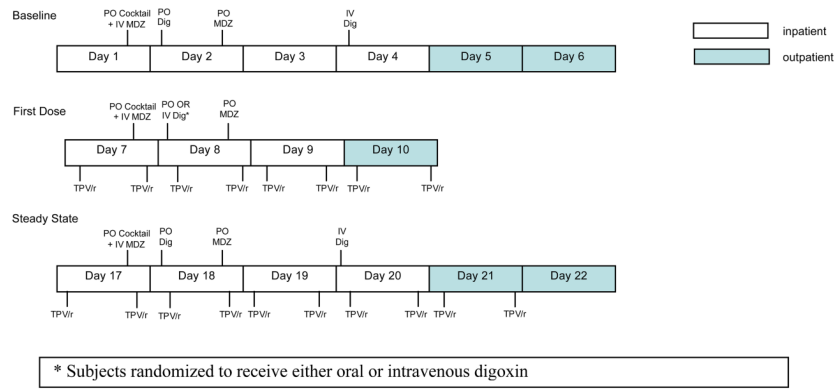 Baseline
PO Cocktail
+ IV MDZ
PO
Dig
PO
MDZ
IV
Dig
Day 1
Day 2
Day 3
Day 4
Day 5
Day 6
inpatient
outpatient
First Dose
PO Cocktail
+ IV MDZ
PO OR
IV Dig*
PO
MDZ
Day 7
Day 8
Day 9
Day 10
TPV/r
TPV/r
TPV/r
TPV/r
TPV/r
TPV/r
TPV/r
TPV/r
Steady State
PO Cocktail
+ IV MDZ
PO
Dig
PO
MDZ
IV
Dig
Day 17
Day 18
Day 19
Day 20
Day 21
Day 22
TPV/r
TPV/r
TPV/r
TPV/r
TPV/r
TPV/r
TPV/r
TPV/r
TPV/r
TPV/r
* Subjects randomized to receive either oral or intravenous digoxin